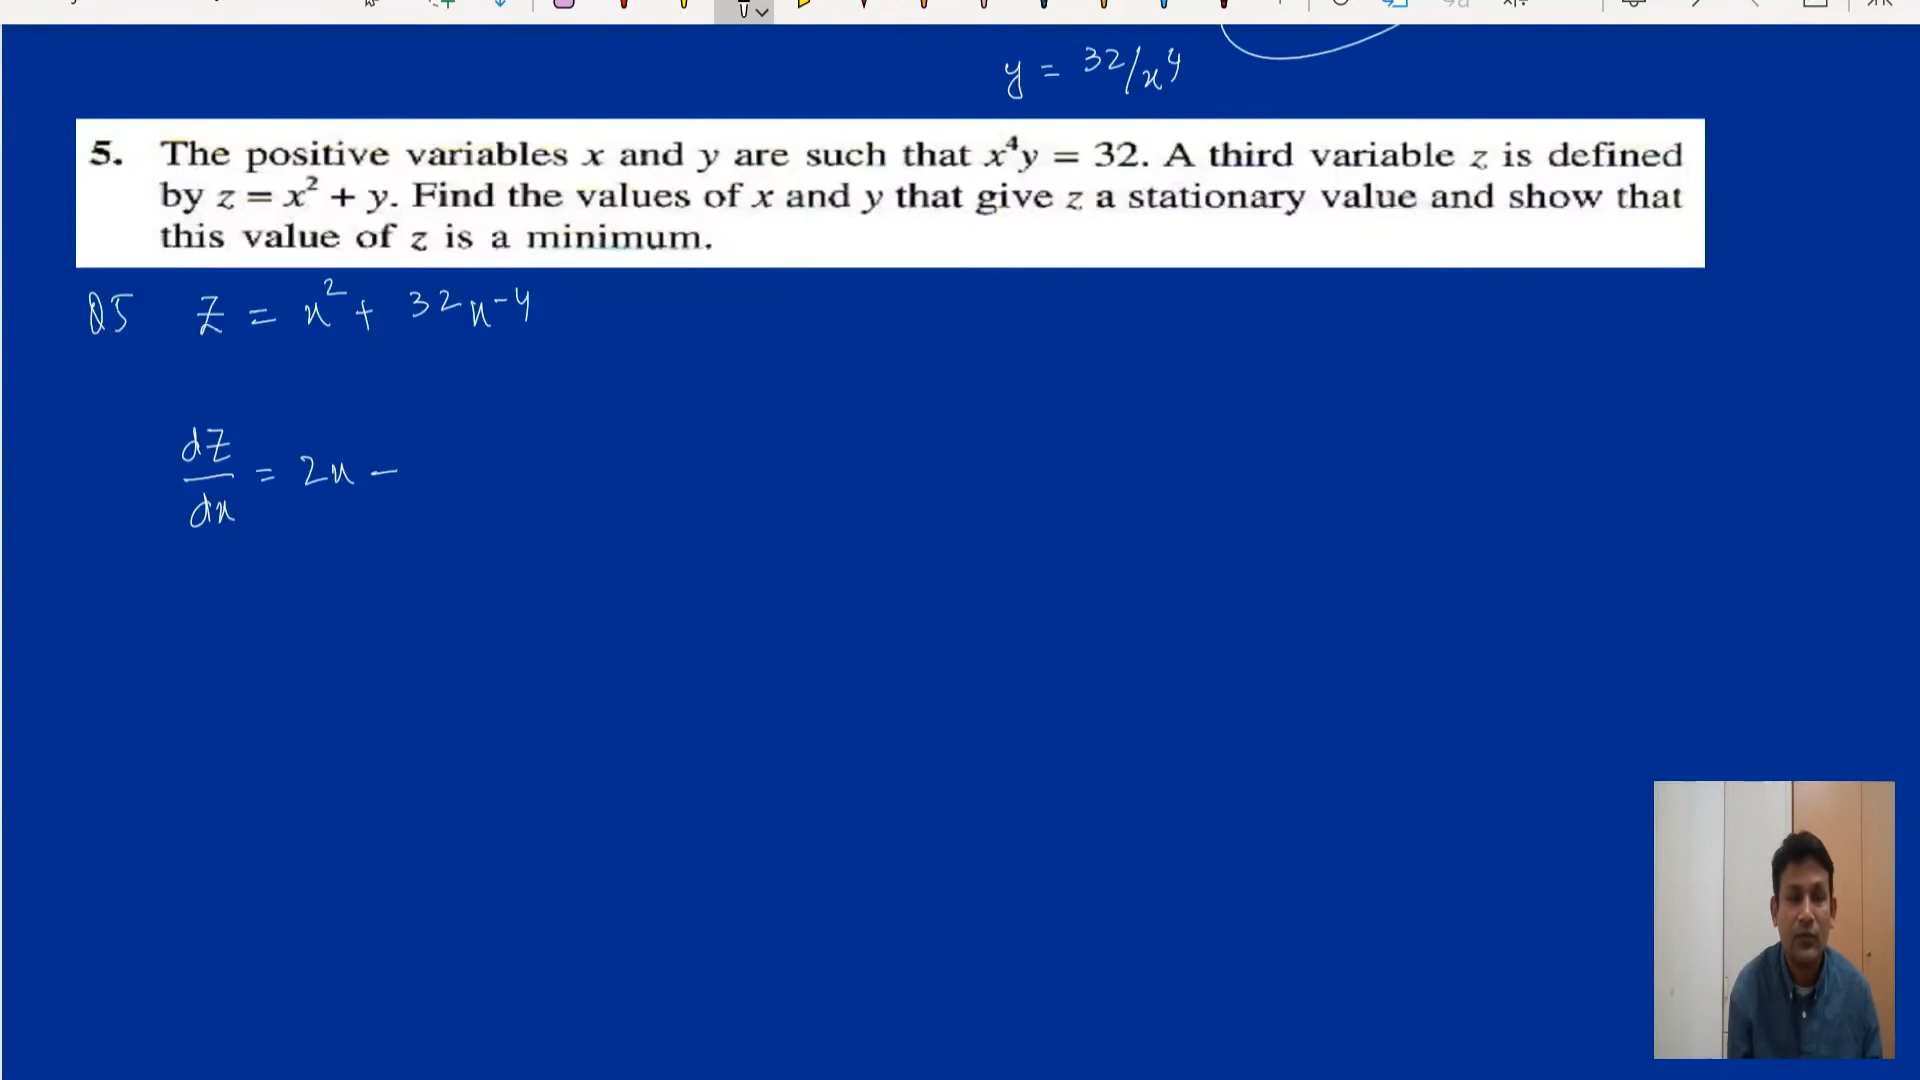 y = 32/x⁴
5. The positive variables x and y are such that x⁴y = 32. A third variable z is defined
by z = x² + y. Find the values of x and y that give z a stationary value and show that
this value of z is a minimum.
Q5 Z = x² + 32x⁻⁴
dZ/dx = 2x −